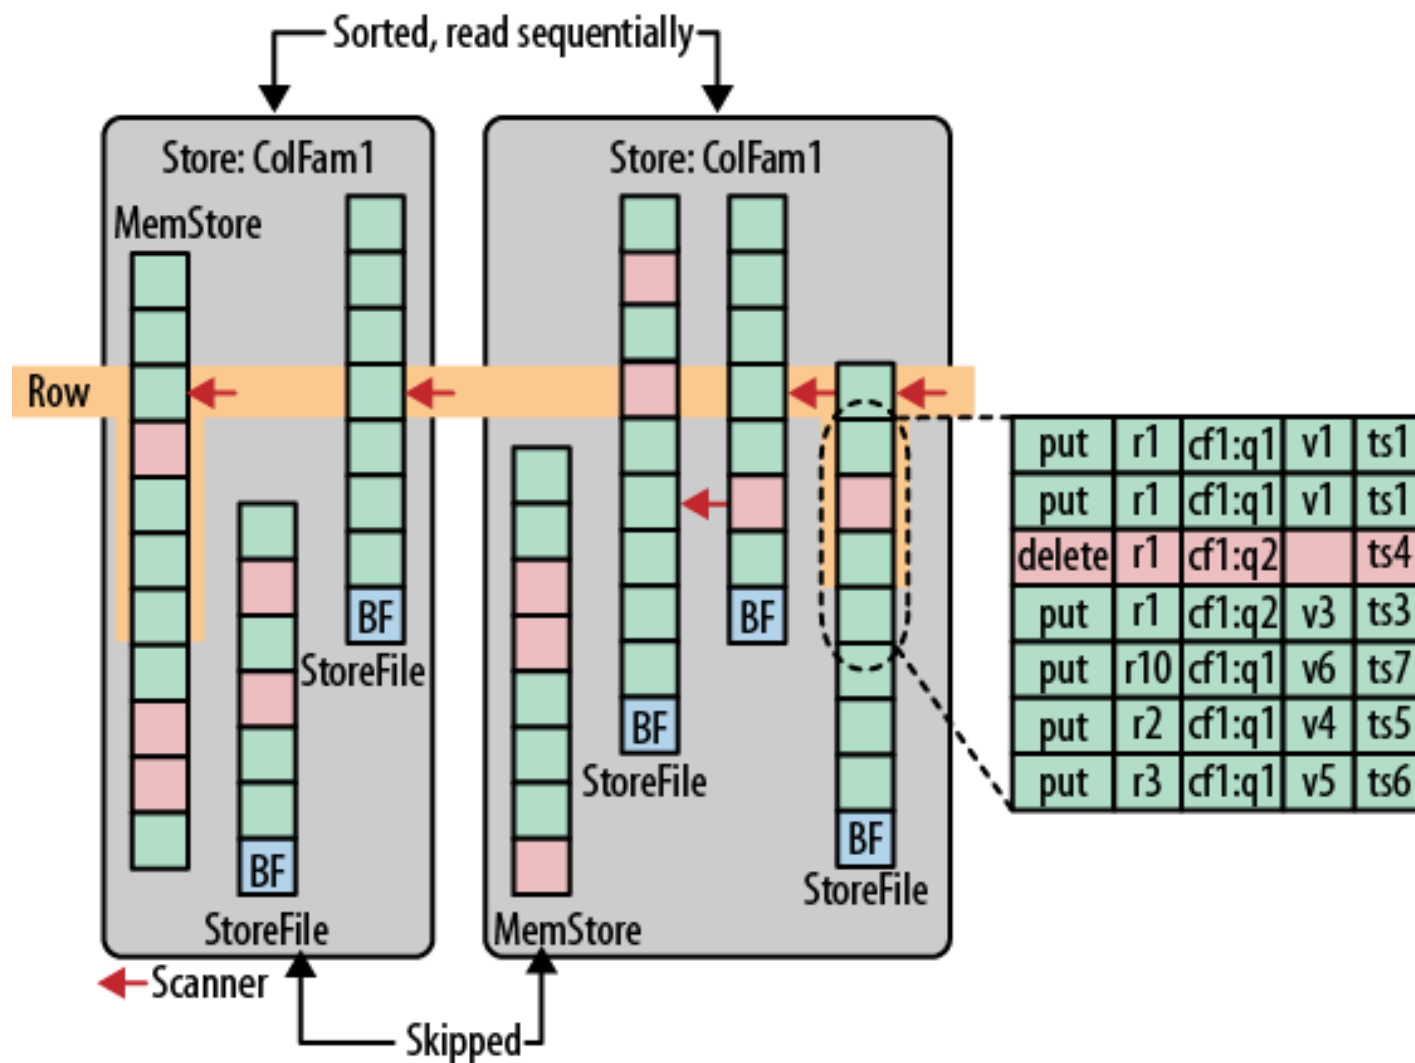 Sorted, read sequentially
Store: ColFam1
Store: ColFam1
MemStore
Row
BF
StoreFile
BF
StoreFile
BF
StoreFile
BF
BF
StoreFile
MemStore
put r1 cf1:q1 v1 ts1
put r1 cf1:q1 v1 ts1
delete r1 cf1:q2 ts4
put r1 cf1:q2 v3 ts3
put r10 cf1:q1 v6 ts7
put r2 cf1:q1 v4 ts5
put r3 cf1:q1 v5 ts6
StoreFile
Scanner
Skipped